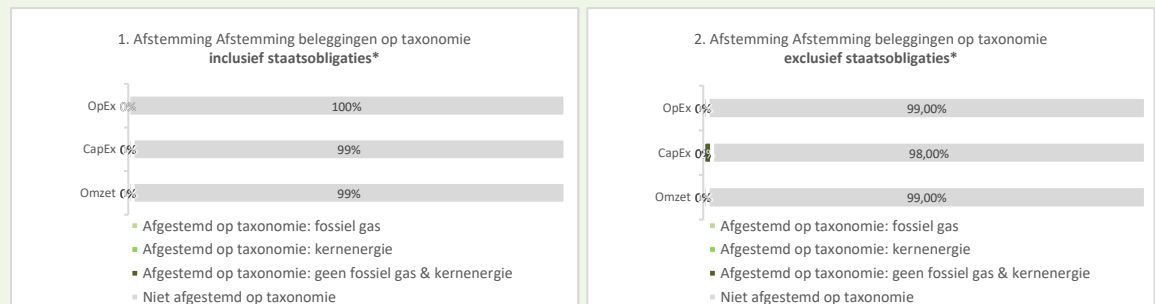 1. Afstemming Afstemming beleggingen op taxonomie
inclusief staatsobligaties*
OpEx 0% 100%
CapEx 0% 99%
Omzet 0% 99%
Afgestemd op taxonomie: fossiel gas
Afgestemd op taxonomie: kernenergie
Afgestemd op taxonomie: geen fossiel gas & kernenergie
Niet afgestemd op taxonomie
2. Afstemming Afstemming beleggingen op taxonomie
exclusief staatsobligaties*
OpEx 0% 99,00%
CapEx 0% 98,00%
Omzet 0% 99,00%
Afgestemd op taxonomie: fossiel gas
Afgestemd op taxonomie: kernenergie
Afgestemd op taxonomie: geen fossiel gas & kernenergie
Niet afgestemd op taxonomie